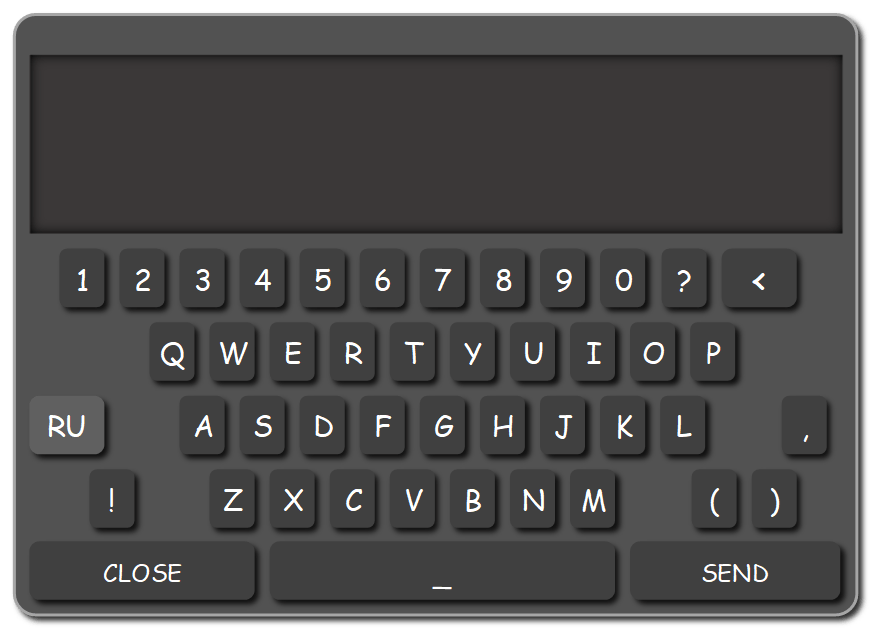 1 2 3 4 5 6 7 8 9 0 ? <
Q W E R T Y U I O P
RU A S D F G H J K L ,
! Z X C V B N M ( )
CLOSE _ SEND